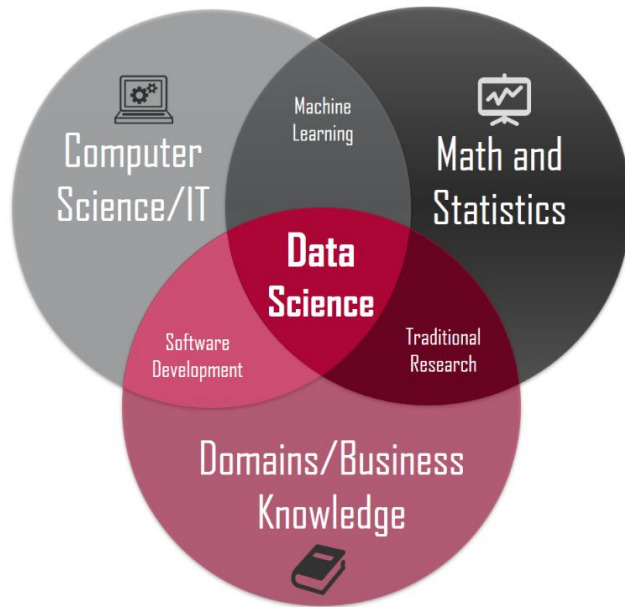 Machine
Learning
Computer
Science/IT
Math and
Statistics
Data
Science
Software
Development
Traditional
Research
Domains/Business
Knowledge